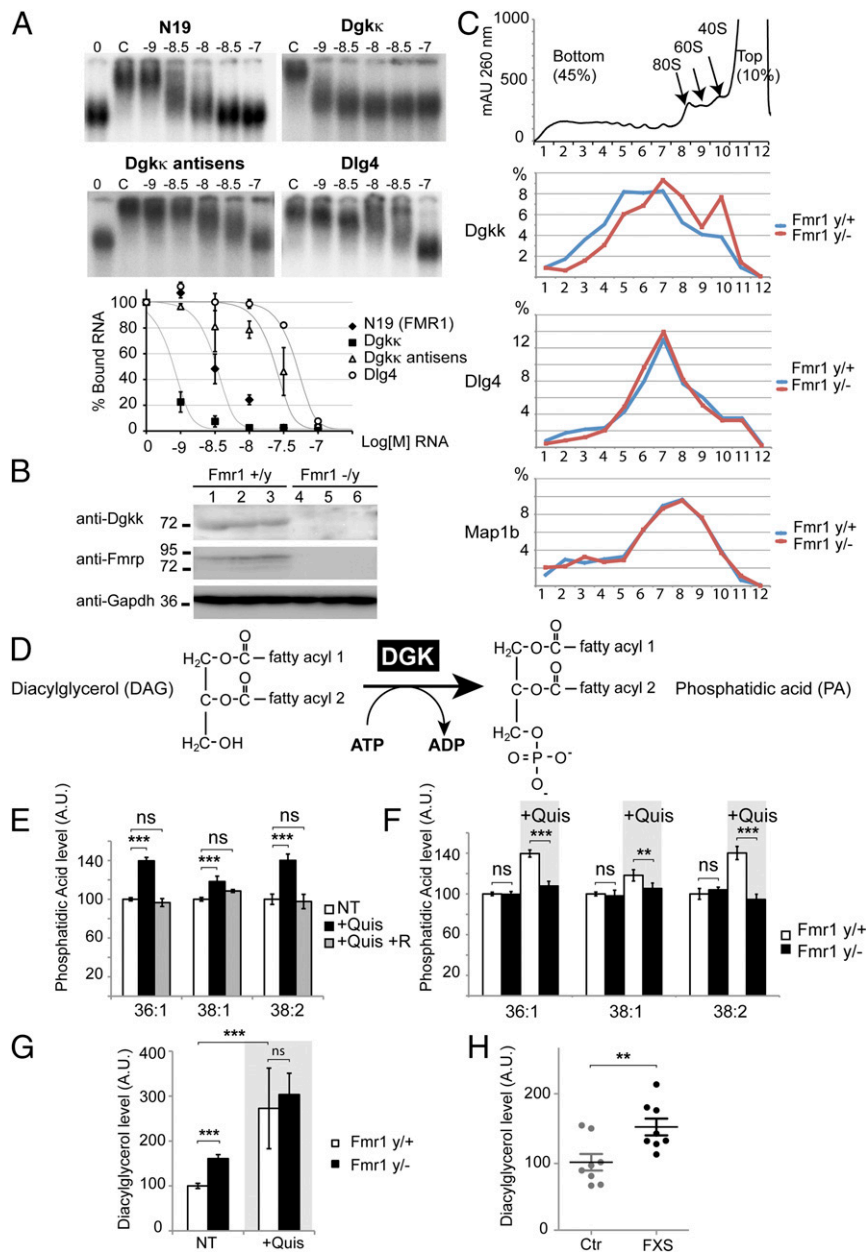 A
N19
0 C -9 -8.5 -8 -8.5 -7
Dgkκ
C -9 -8.5 -8 -8.5 -7
Dgkκ antisens
0 C -9 -8.5 -8 -8.5 -7
Dlg4
C -9 -8.5 -8 -8.5 -7
% Bound RNA
100
80
60
40
20
0
0 -9 -8.5 -8 -7.5 -7
Log[M] RNA
N19 (FMR1)
Dgkκ
Dgkκ antisens
Dlg4
B
Fmr1 +/y Fmr1 -/y
1 2 3 4 5 6
anti-Dgkk 72
anti-Fmrp 95
72
anti-Gapdh 36
C
mAU 260 nm
1000
500
0
Bottom
(45%)
80S
60S
40S
Top
(10%)
1 2 3 4 5 6 7 8 9 10 11 12
Dgkk
%
8
6
4
2
1 2 3 4 5 6 7 8 9 10 11 12
Fmr1 y/+
Fmr1 y/-
Dlg4
%
12
8
4
1 2 3 4 5 6 7 8 9 10 11 12
Fmr1 y/+
Fmr1 y/-
Map1b
%
8
4
1 2 3 4 5 6 7 8 9 10 11 12
Fmr1 y/+
Fmr1 y/-
D
Diacylglycerol (DAG)
O
H₂C-O-C-fatty acyl 1
O
O-C-fatty acyl 2
H₂C-OH
DGK
ATP ADP
O
H₂C-O-C-fatty acyl 1
O
O-C-fatty acyl 2
H₂C
O
O=P-O-
O
-
Phosphatidic acid (PA)
E
Phosphatidic Acid level (A.U.)
140
100
60
20
ns
***
ns
***
ns
***
36:1 38:1 38:2
NT
+Quis
+Quis +R
F
Phosphatidic Acid level (A.U.)
140
100
60
20
+Quis +Quis +Quis
ns
***
ns
**
ns
***
36:1 38:1 38:2
Fmr1 y/+
Fmr1 y/-
G
Diacylglycerol level (A.U.)
400
300
200
100
0
***
***
ns
NT +Quis
Fmr1 y/+
Fmr1 y/-
H
Diacylglycerol level (A.U.)
200
100
0
**
Ctr FXS